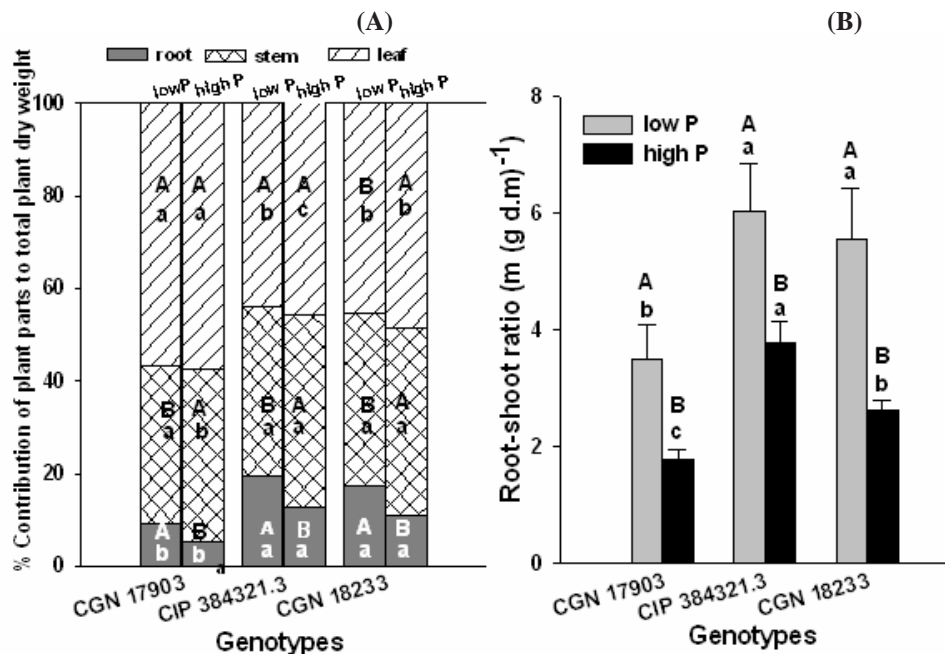 (A)
root stem leaf
lowP high P low P high P lowP high P
% Contribution of plant parts to total plant dry weight
100
80
60
40
20
0
A A A A B A
a a b c b b
B A B A B A
a b a a a a
A B A B A B
b b a a a a
a
CGN 17903
CIP 384321.3
CGN 18233
Genotypes
(B)
low P
high P
Root-shoot ratio (m (g d.m)⁻¹
8
6
4
2
0
A
b
B
c
A
a
B
a
A
a
B
b
CGN 17903
CIP 384321.3
CGN 18233
Genotypes